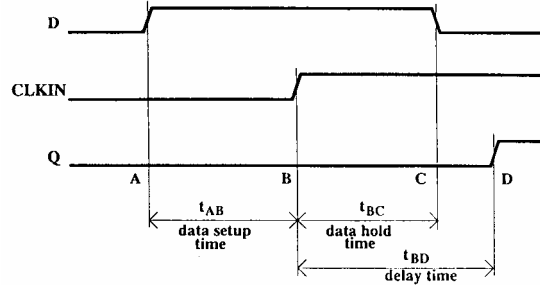 D
CLKIN
Q
A B C D
tAB tBC
data setup time data hold time
tBD
delay time